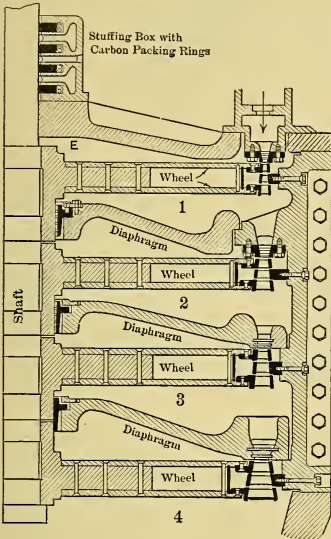 Stuffing Box with
Carbon Packing Rings
E
Wheel
1
Diaphragm
Wheel
2
Shaft
Diaphragm
Wheel
3
Diaphragm
Wheel
4